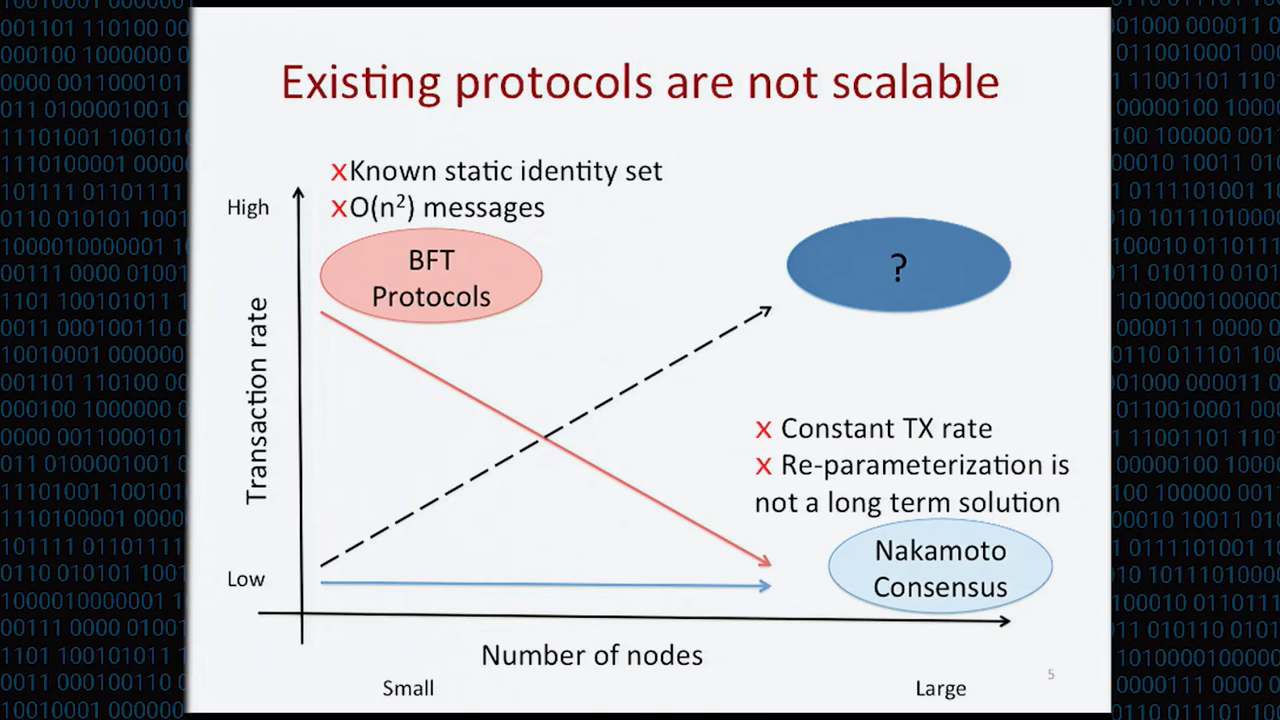 Existing protocols are not scalable
xKnown static identity set
xO(n²) messages
High
BFT
Protocols
?
Transaction rate
x Constant TX rate
x Re-parameterization is
not a long term solution
Nakamoto
Consensus
Low
Number of nodes
Small
Large
5